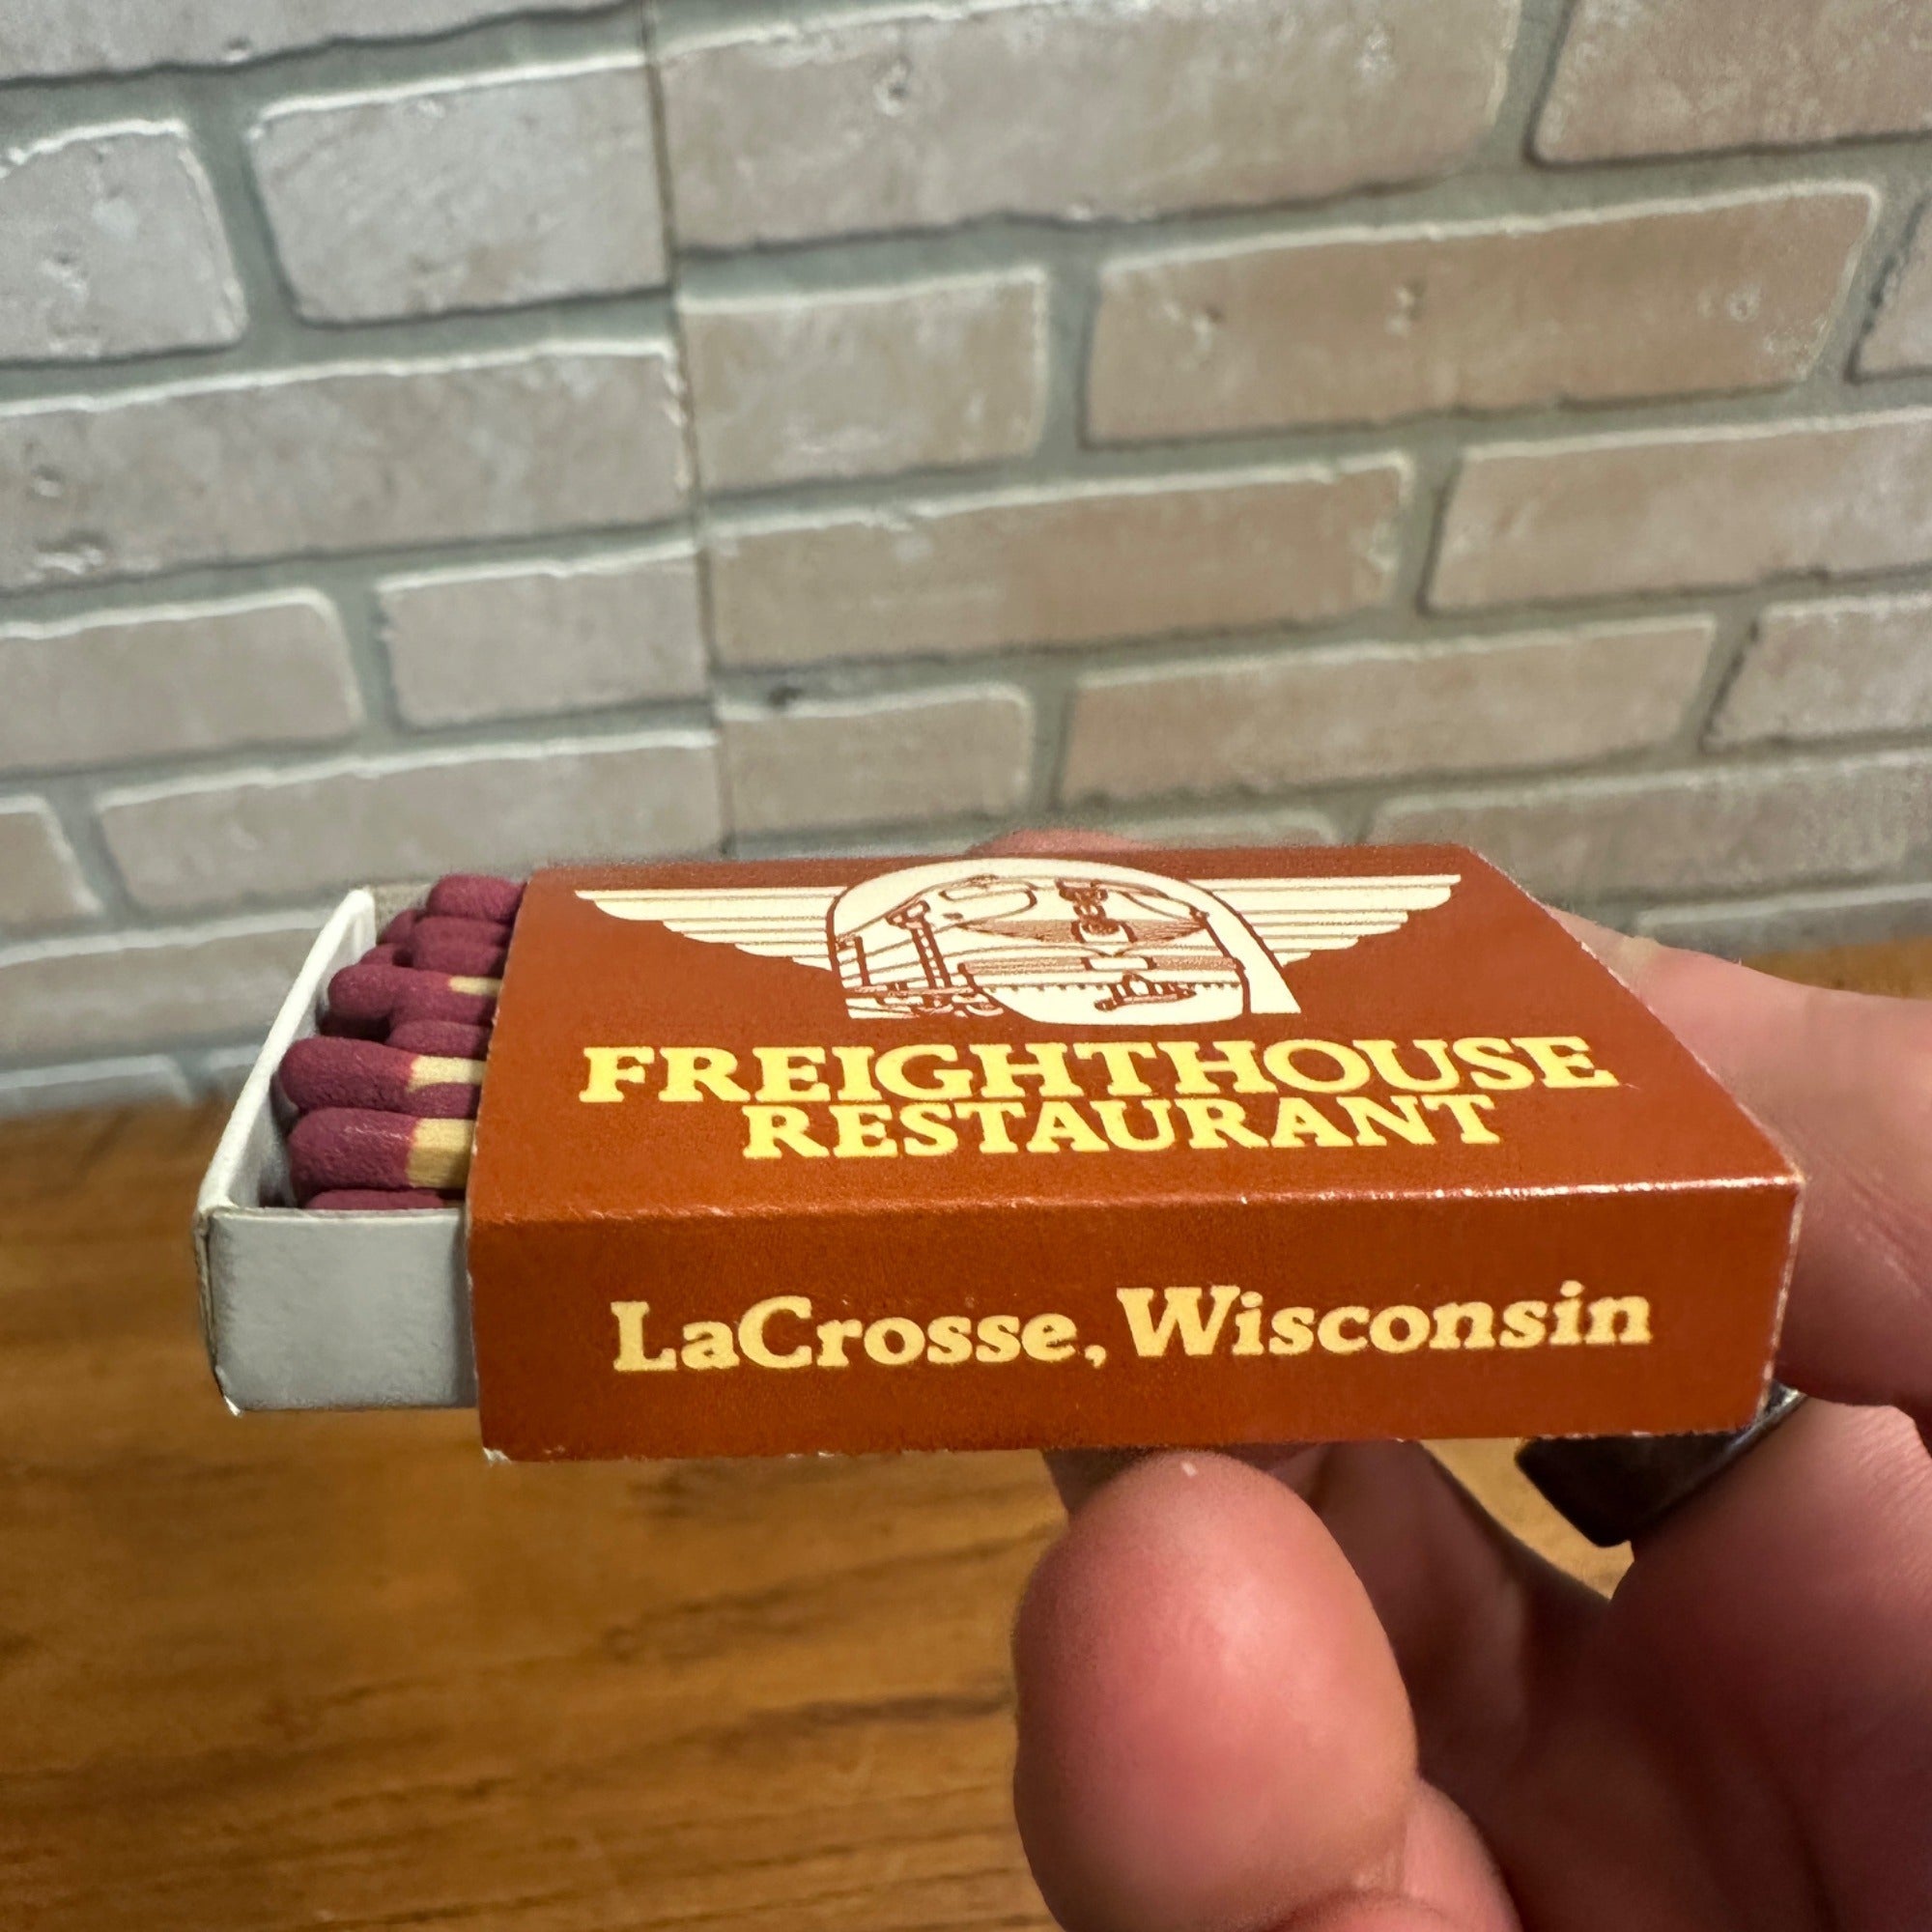 FREIGHTHOUSE
RESTAURANT
LaCrosse, Wisconsin